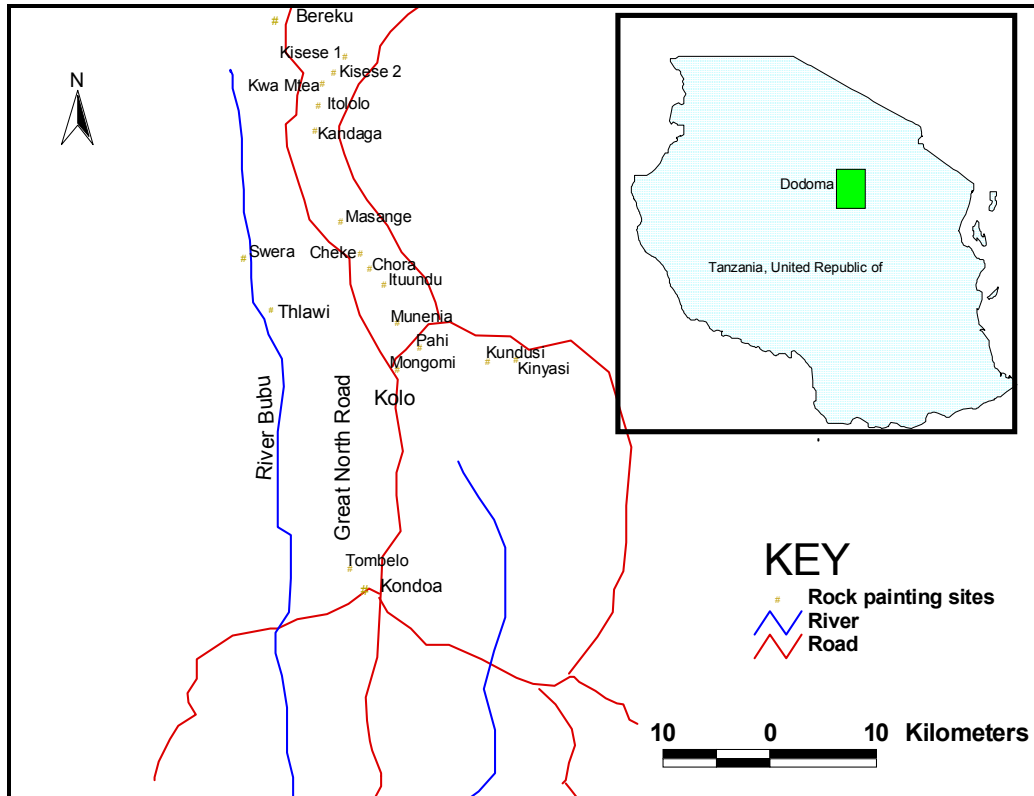 Bereku
Kisese 1
N
Kisese 2
Kwa Mtea
Itololo
Kandaga
Dodoma
Masange
Swera
Cheke
Chora
Tanzania, United Republic of
Ituundu
Thlawi
Munenia
Pahi
Kundusi
Mongomi
Kinyasi
Kolo
River Bubu
Great North Road
Tombelo
Kondoa
KEY
Rock painting sites
River
Road
10 0 10 Kilometers